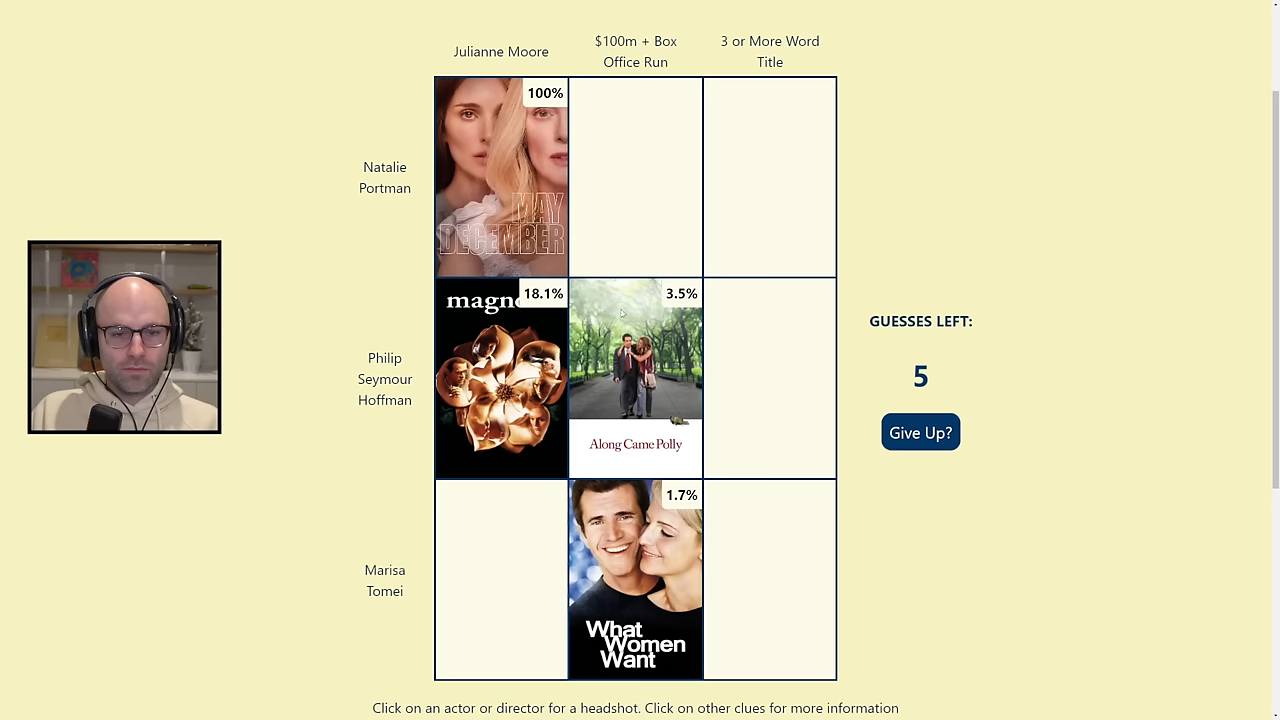 Julianne Moore
$100m + Box
Office Run
3 or More Word
Title
Natalie
Portman
100%
MAY
DECEMBER
Philip
Seymour
Hoffman
magn
18.1%
3.5%
Along Came Polly
GUESSES LEFT:
5
Give Up?
Marisa
Tomei
1.7%
What
Women
Want
Click on an actor or director for a headshot. Click on other clues for more information